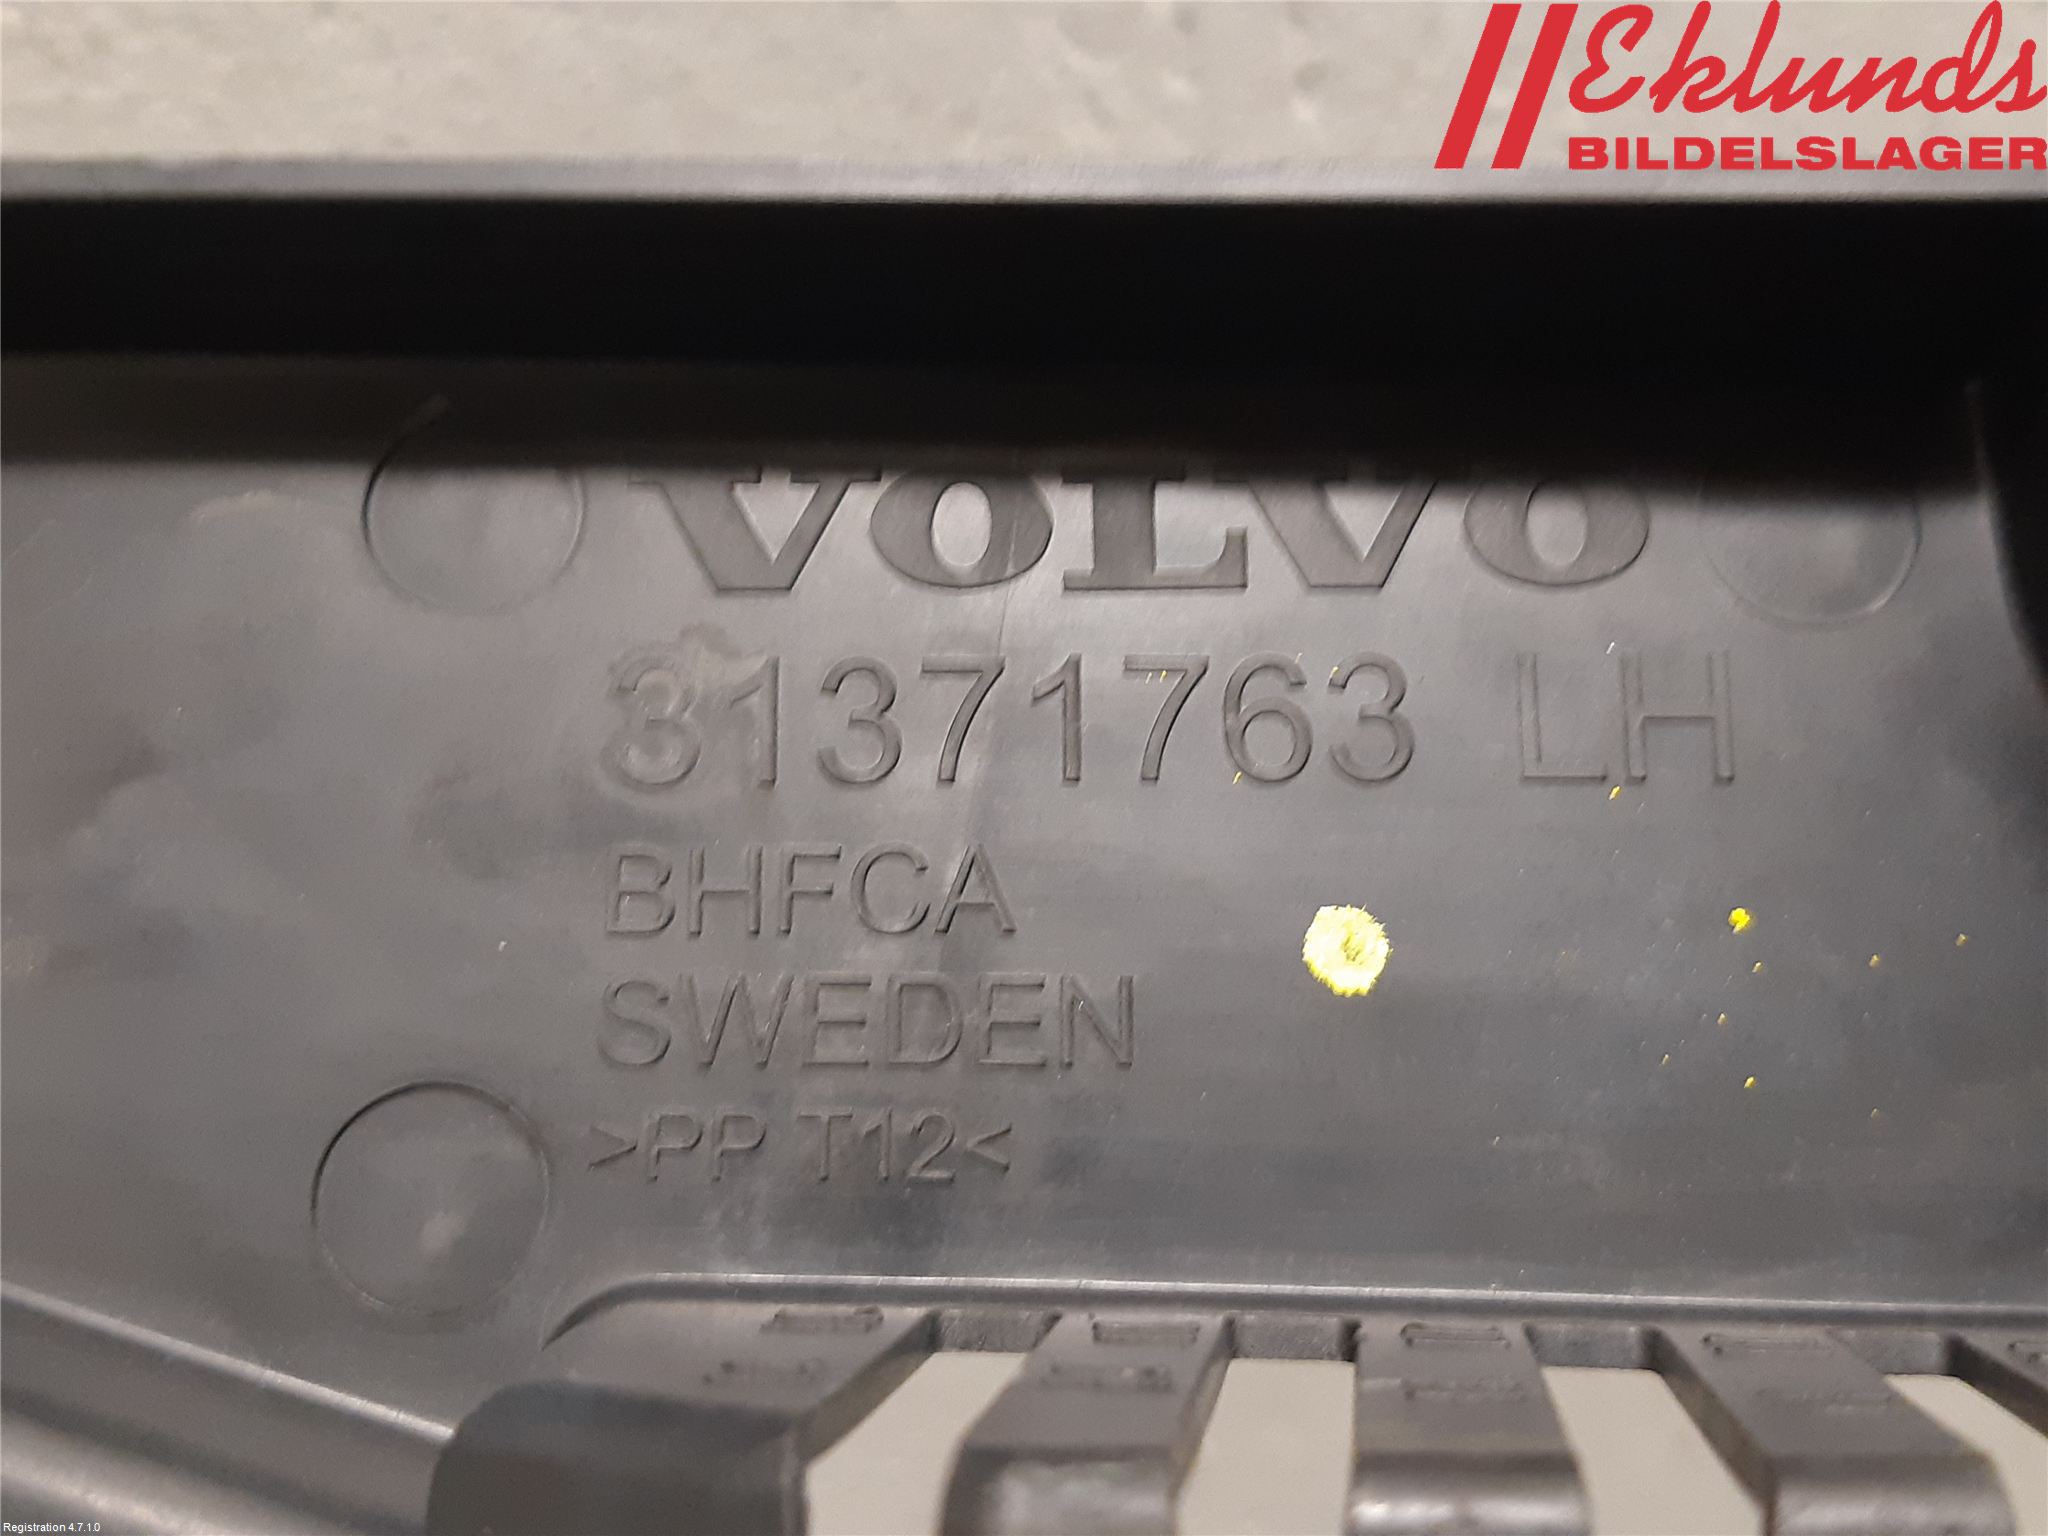 Eklunds
BILDELSLAGER
VOLVO
31371763 LH
BHFCA
SWEDEN
>PP T12<
Registration 4.7.1.0